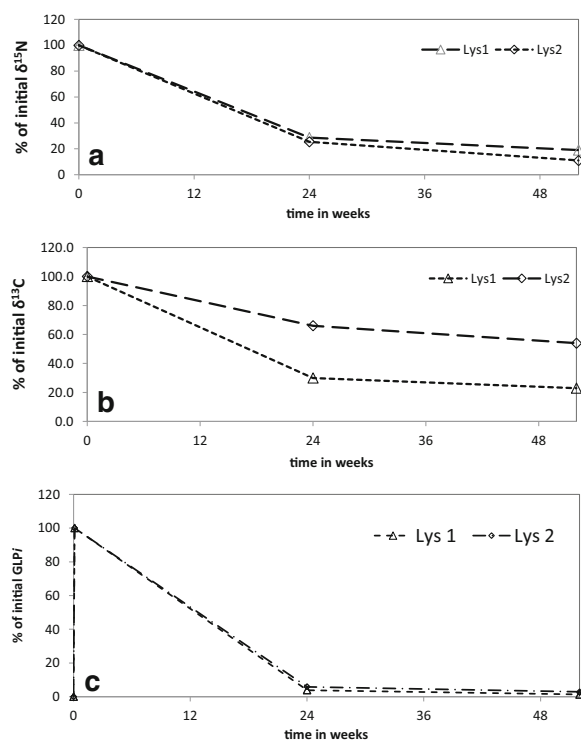 120
100
80
60
40
20
0
% of initial δ¹⁵N
Lys1 Lys2
a
0 12 24 36 48
time in weeks
120.0
100.0
80.0
60.0
40.0
20.0
0.0
% of initial δ¹³C
Lys1 Lys2
b
0 12 24 36 48
time in weeks
120
100
80
60
40
20
0
% of initial GLPi
Lys 1 Lys 2
c
0 12 24 36 48
time in weeks